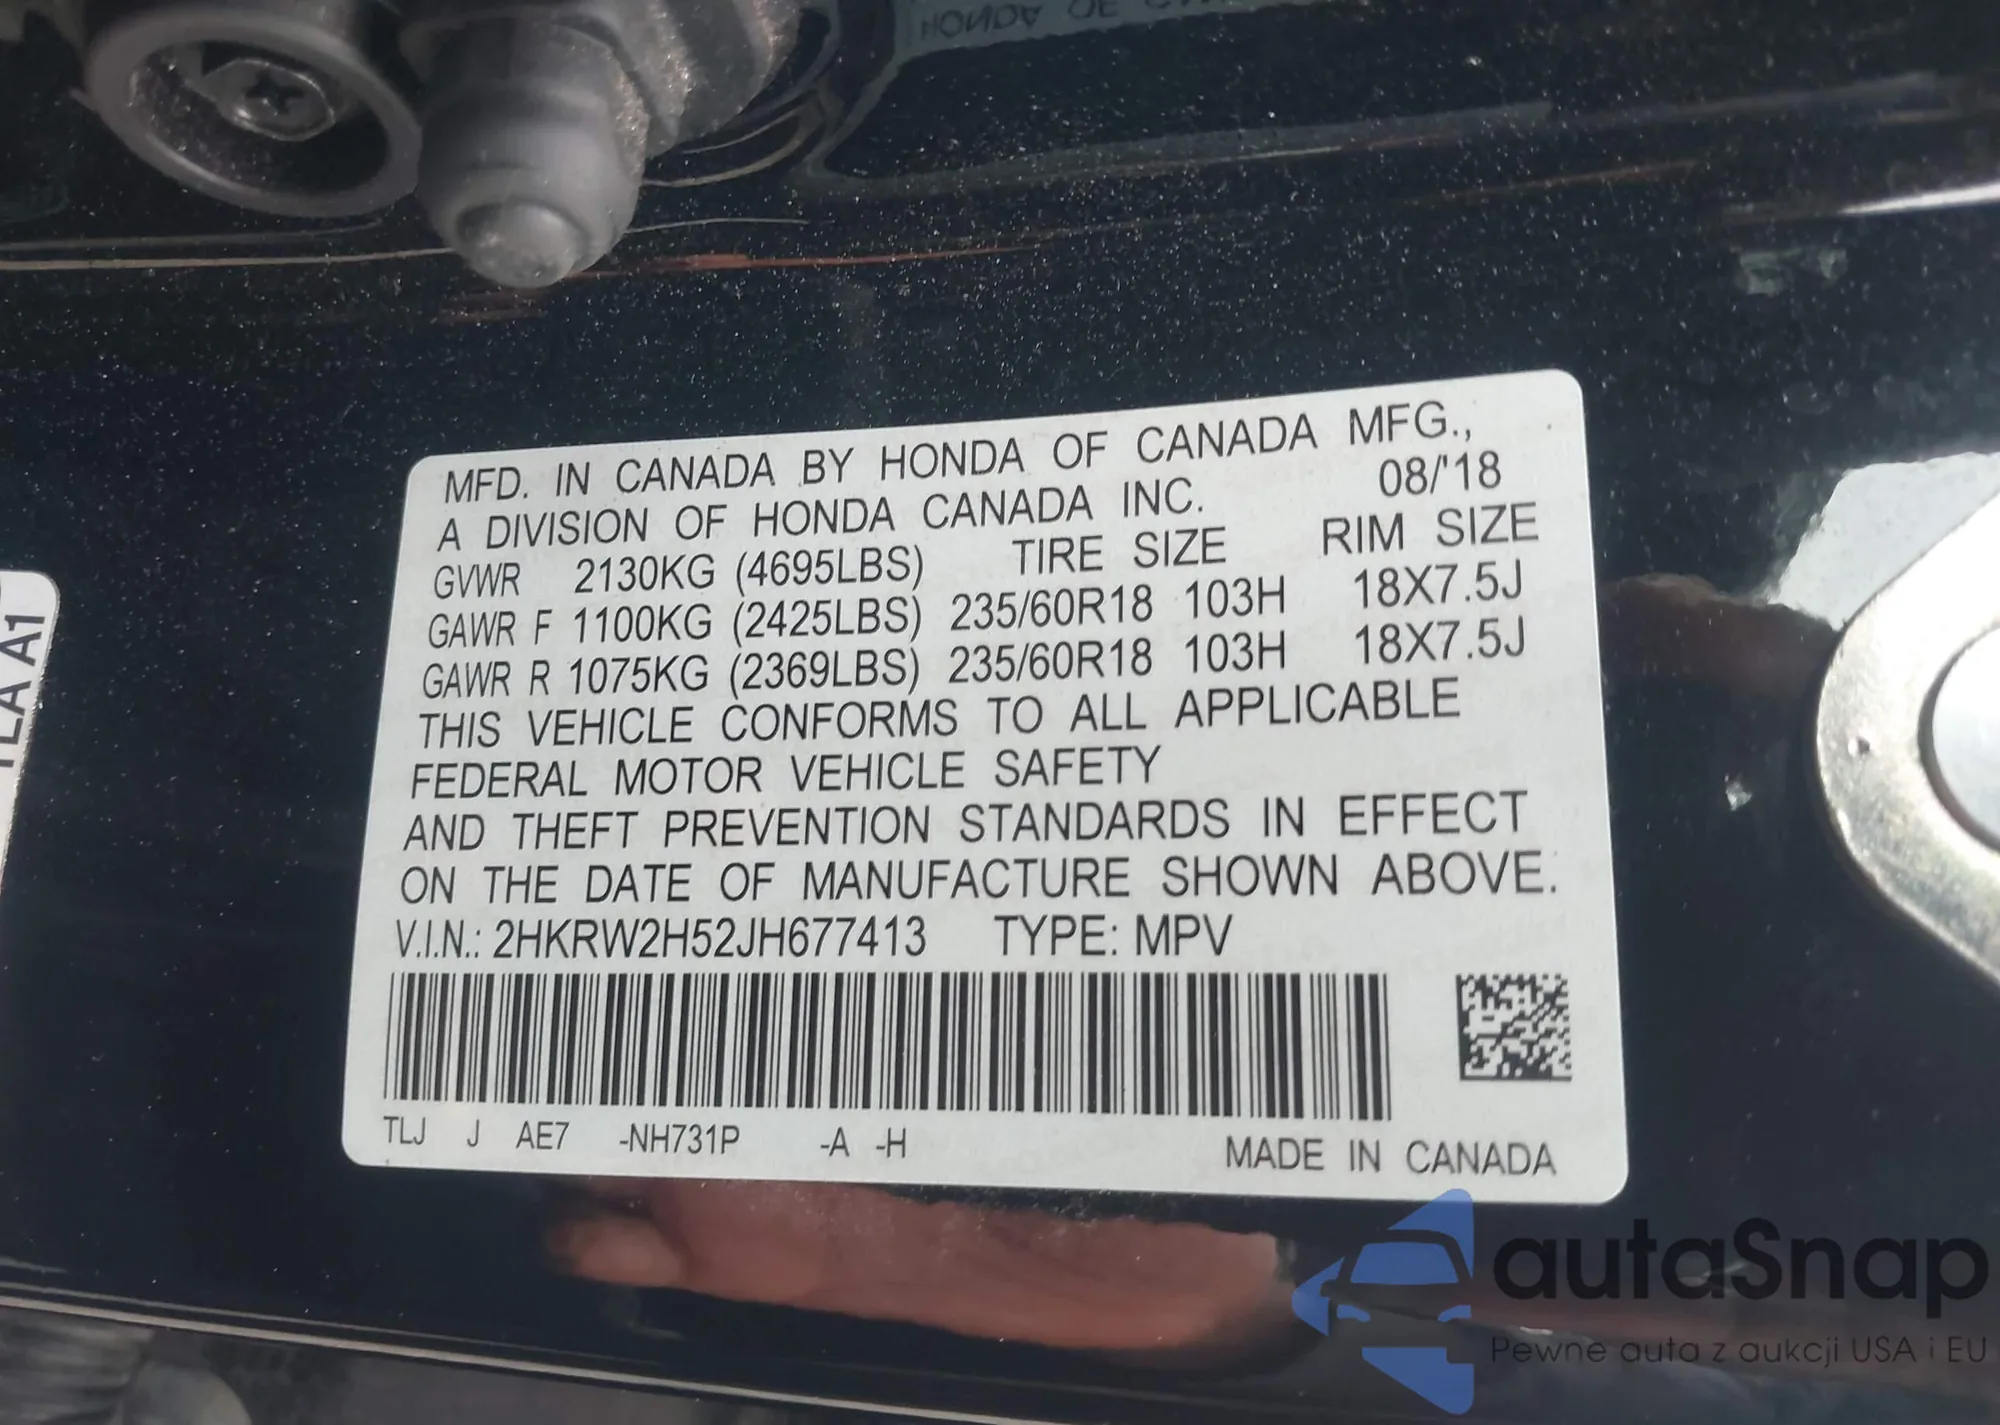 HONDA OF
TLA A1
MFD. IN CANADA BY HONDA OF CANADA MFG.,
A DIVISION OF HONDA CANADA INC. 08/'18
GVWR 2130KG (4695LBS) TIRE SIZE RIM SIZE
GAWR F 1100KG (2425LBS) 235/60R18 103H 18X7.5J
GAWR R 1075KG (2369LBS) 235/60R18 103H 18X7.5J
THIS VEHICLE CONFORMS TO ALL APPLICABLE
FEDERAL MOTOR VEHICLE SAFETY
AND THEFT PREVENTION STANDARDS IN EFFECT
ON THE DATE OF MANUFACTURE SHOWN ABOVE.
V.I.N.: 2HKRW2H52JH677413 TYPE: MPV
TLJ J AE7 -NH731P -A -H MADE IN CANADA
autaSnap
Pewne auta z aukcji USA i EU